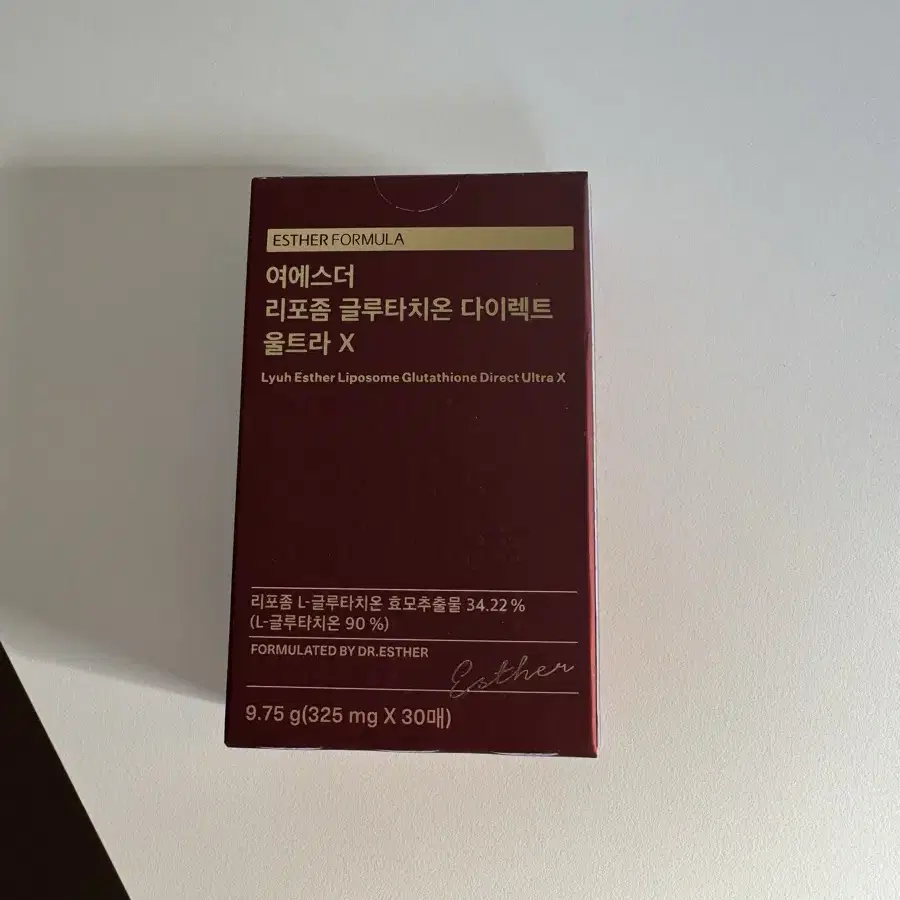 ESTHER FORMULA
여에스더
리포좀 글루타치온 다이렉트
울트라 X
Lyuh Esther Liposome Glutathione Direct Ultra X
리포좀 L-글루타치온 효모추출물 34.22 %
(L-글루타치온 90 %)
FORMULATED BY DR.ESTHER
Esther
9.75 g(325 mg X 30매)